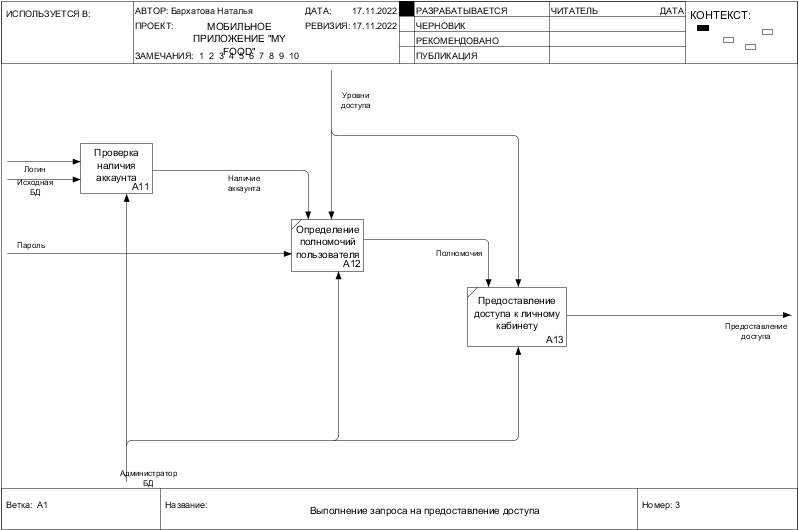 ИСПОЛЬЗУЕТСЯ В:
АВТОР: Бархатова Наталья
ДАТА: 17.11.2022
ПРОЕКТ: МОБИЛЬНОЕ
ПРИЛОЖЕНИЕ "MY
FOOD"
РЕВИЗИЯ: 17.11.2022
ЗАМЕЧАНИЯ: 1 2 3 4 5 6 7 8 9 10
РАЗРАБАТЫВАЕТСЯ
ЧЕРНОВИК
РЕКОМЕНДОВАНО
ПУБЛИКАЦИЯ
ЧИТАТЕЛЬ ДАТА
КОНТЕКСТ:
Уровни
доступа
Проверка
наличия
аккаунта
A11
Логин
Исходная
БД
Наличие
аккаунта
Определение
полномочий
пользователя
A12
Пароль
Полномочия
Предоставление
доступа к личному
кабинету
A13
Предоставление
доступа
Администратор
БД
Ветка: A1
Название:
Выполнение запроса на предоставление доступа
Номер: 3